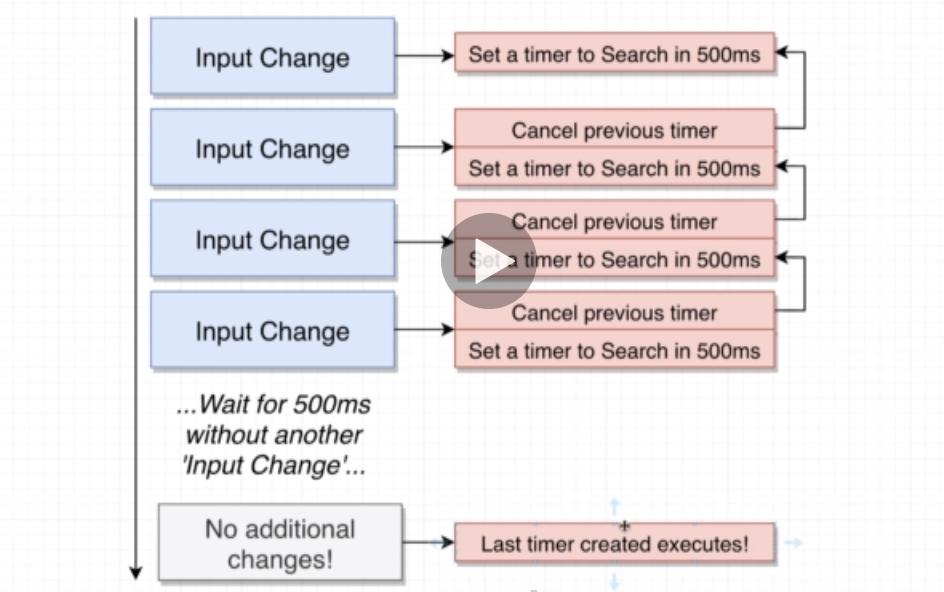 Input Change
Set a timer to Search in 500ms
Input Change
Cancel previous timer
Set a timer to Search in 500ms
Input Change
Cancel previous timer
Set a timer to Search in 500ms
Input Change
Cancel previous timer
Set a timer to Search in 500ms
...Wait for 500ms
without another
'Input Change'...
No additional
changes!
Last timer created executes!